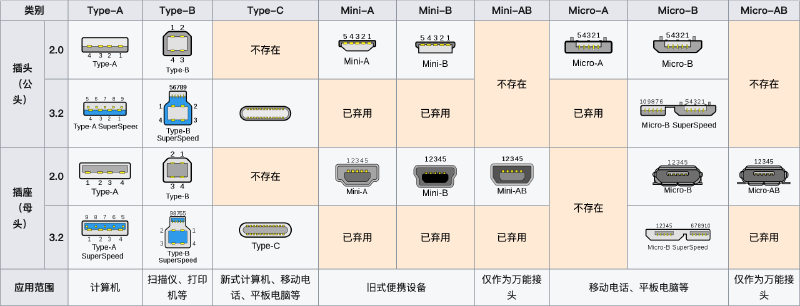 类别 Type-A Type-B Type-C Mini-A Mini-B Mini-AB Micro-A Micro-B Micro-AB
插头
（公
头）
2.0
4 3 2 1
Type-A
1 2
4 3
Type-B
不存在
5 4 3 2 1
Mini-A
5 4 3 2 1
Mini-B
不存在
54321
Micro-A
54321
Micro-B
不存在
3.2
5 6 7 8 9
4 3 2 1
Type-A SuperSpeed
56789
1 2
4 3
Type-B
SuperSpeed
已弃用
已弃用
已弃用
109876 54321
Micro-B SuperSpeed
插座
（母
头）
2.0
1 2 3 4
Type-A
2 1
3 4
Type-B
不存在
12345
Mini-A
12345
Mini-B
12345
Mini-AB
不存在
12345
Micro-B
12345
Micro-AB
3.2
9 8 7 6 5
1 2 3 4
Type-A
SuperSpeed
98765
2 1
3 4
Type-B
SuperSpeed
Type-C
已弃用
已弃用
已弃用
12345 678910
Micro-B SuperSpeed
已弃用
应用范围
计算机
扫描仪、打印
机等
新式计算机、移动电
话、平板电脑等
旧式便携设备
仅作为万能接
头
移动电话、平板电脑等
仅作为万能接
头